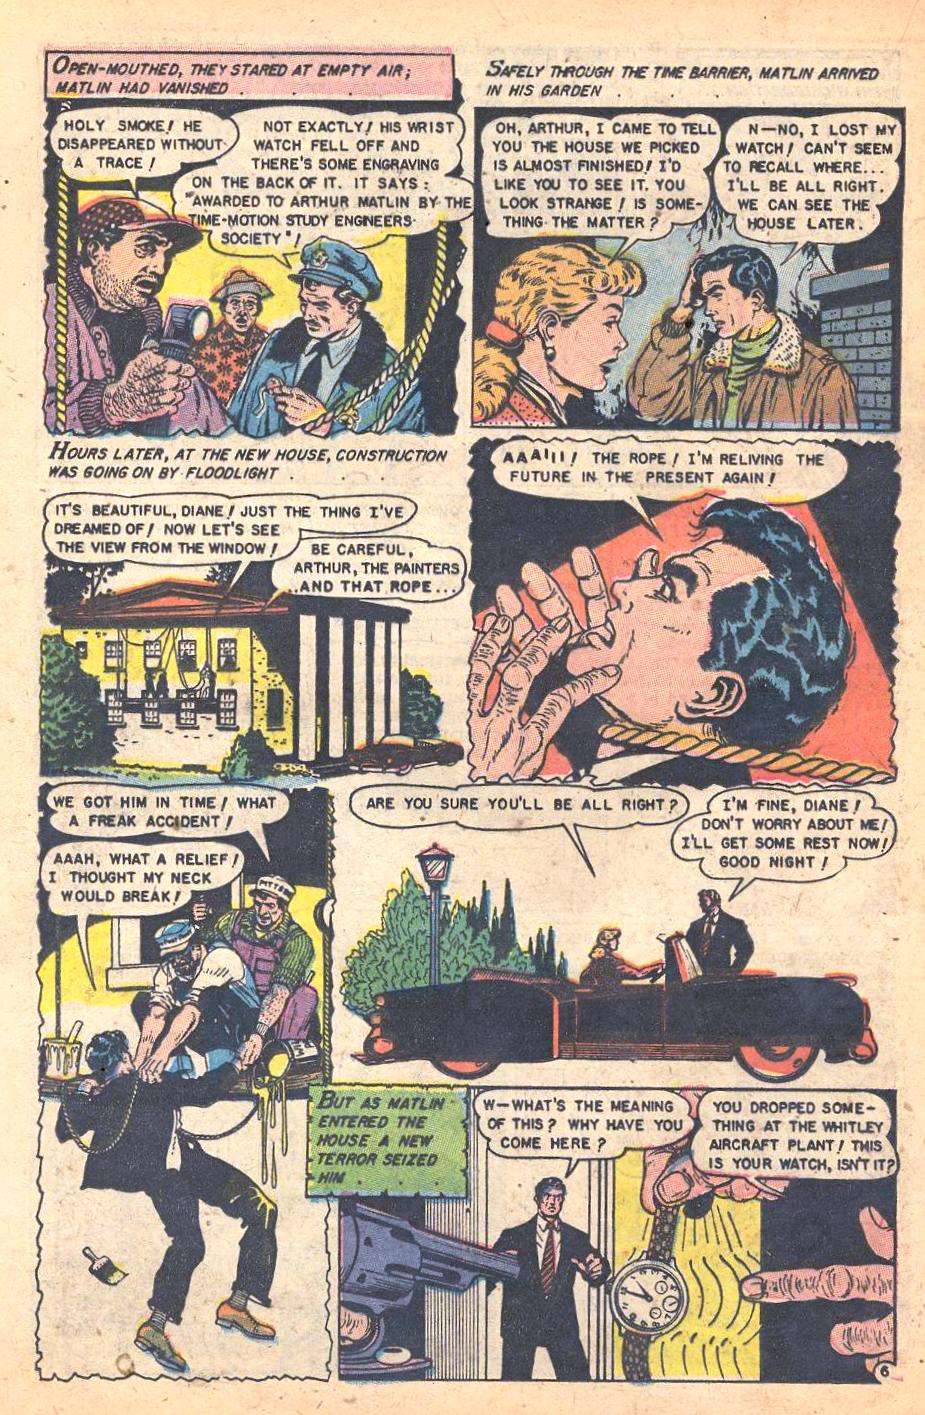 OPEN-MOUTHED, THEY STARED AT EMPTY AIR;
MATLIN HAD VANISHED . . .
HOLY SMOKE! HE
DISAPPEARED WITHOUT
A TRACE!
NOT EXACTLY! HIS WRIST
WATCH FELL OFF AND
THERE'S SOME ENGRAVING
ON THE BACK OF IT. IT SAYS:
"AWARDED TO ARTHUR MATLIN BY THE
TIME-MOTION STUDY ENGINEERS
SOCIETY"!
SAFELY THROUGH THE TIME BARRIER, MATLIN ARRIVED
IN HIS GARDEN . . .
OH, ARTHUR, I CAME TO TELL
YOU THE HOUSE WE PICKED
IS ALMOST FINISHED! I'D
LIKE YOU TO SEE IT. YOU
LOOK STRANGE! IS SOME-
THING THE MATTER?
N--NO, I LOST MY
WATCH! CAN'T SEEM
TO RECALL WHERE...
I'LL BE ALL RIGHT.
WE CAN SEE THE
HOUSE LATER.
HOURS LATER, AT THE NEW HOUSE, CONSTRUCTION
WAS GOING ON BY FLOODLIGHT . . .
IT'S BEAUTIFUL, DIANE! JUST THE THING I'VE
DREAMED OF! NOW LET'S SEE
THE VIEW FROM THE WINDOW!
BE CAREFUL,
ARTHUR, THE PAINTERS
..AND THAT ROPE...
AAAIII! THE ROPE! I'M RELIVING THE
FUTURE IN THE PRESENT AGAIN!
WE GOT HIM IN TIME! WHAT
A FREAK ACCIDENT!
AAAH, WHAT A RELIEF!
I THOUGHT MY NECK
WOULD BREAK!
ARE YOU SURE YOU'LL BE ALL RIGHT?
I'M FINE, DIANE!
DON'T WORRY ABOUT ME!
I'LL GET SOME REST NOW!
GOOD NIGHT!
BUT AS MATLIN
ENTERED THE
HOUSE A NEW
TERROR SEIZED
HIM . . .
W--WHAT'S THE MEANING
OF THIS? WHY HAVE YOU
COME HERE?
YOU DROPPED SOME-
THING AT THE WHITLEY
AIRCRAFT PLANT! THIS
IS YOUR WATCH, ISN'T IT?
6